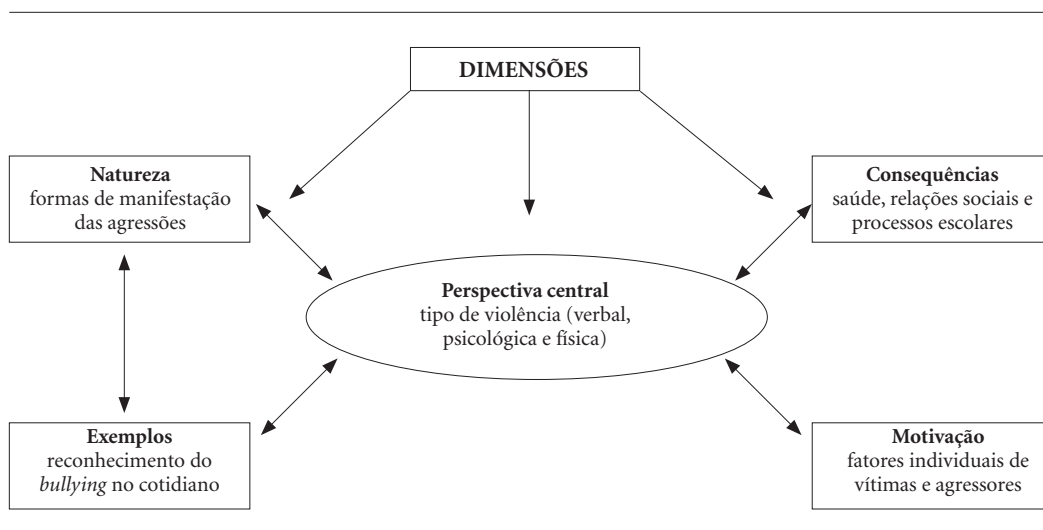 DIMENSÕES
Natureza
formas de manifestação
das agressões
Consequências
saúde, relações sociais e
processos escolares
Perspectiva central
tipo de violência (verbal,
psicológica e física)
Exemplos
reconhecimento do
bullying no cotidiano
Motivação
fatores individuais de
vítimas e agressores